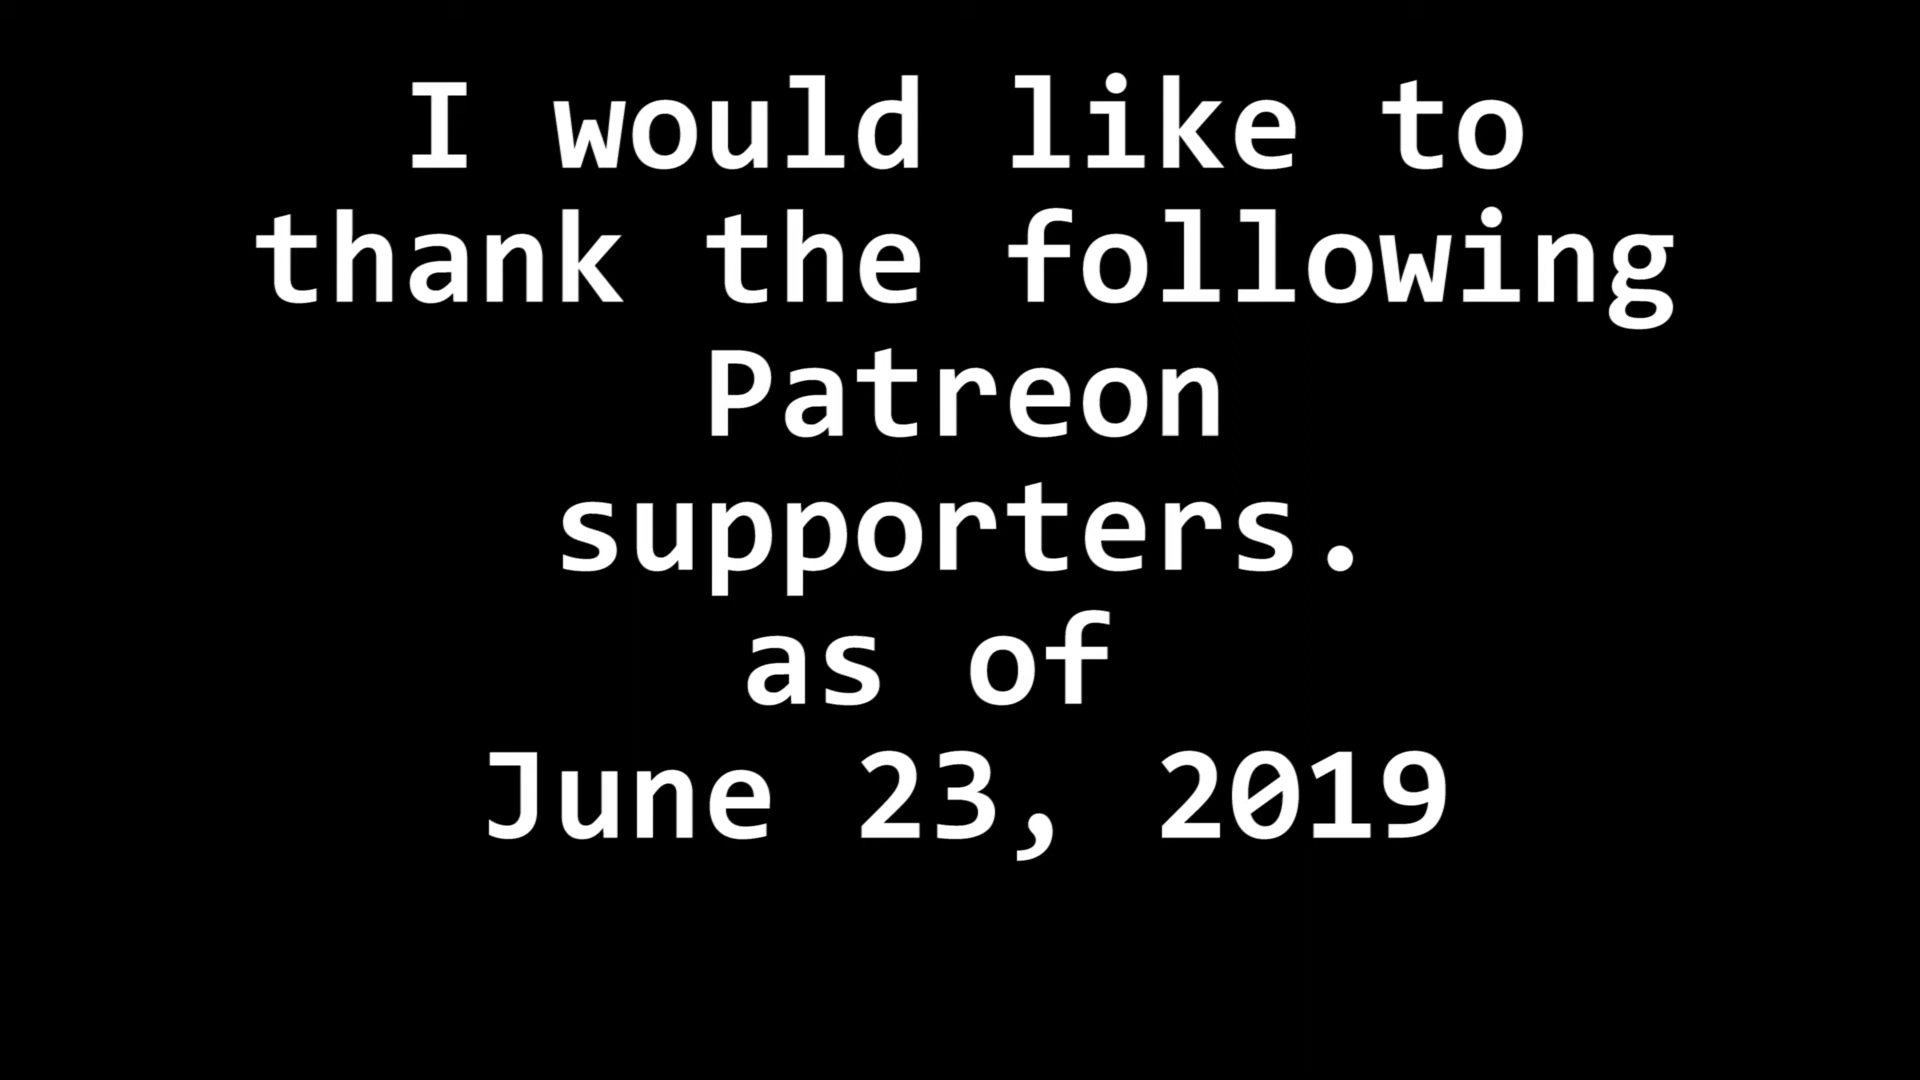 I would like to
thank the following
Patreon
supporters.
as of
June 23, 2019